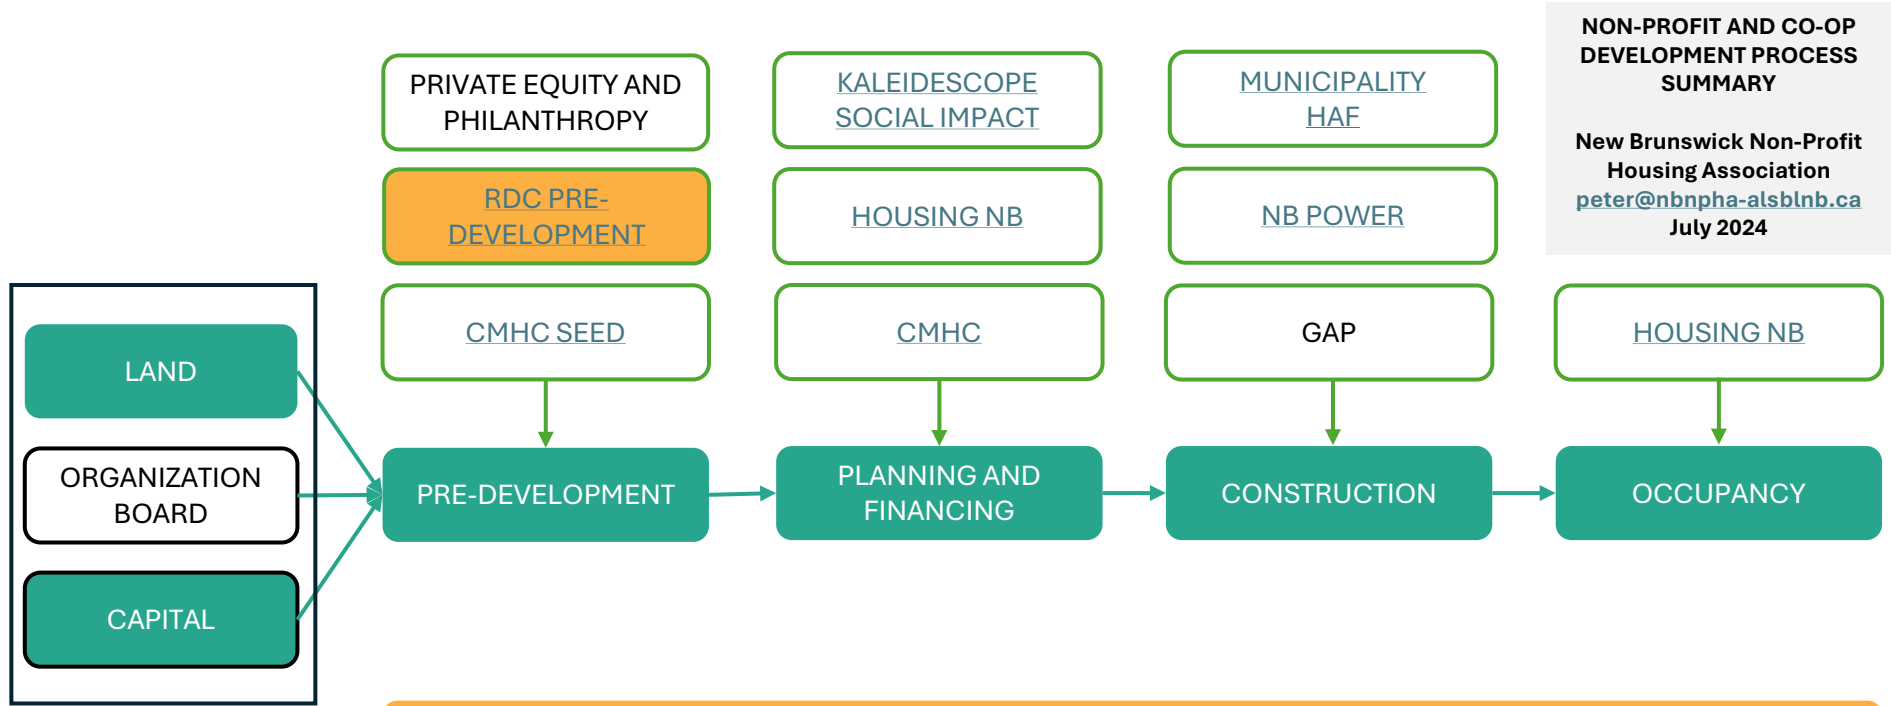 NON-PROFIT AND CO-OP
DEVELOPMENT PROCESS
SUMMARY
New Brunswick Non-Profit
Housing Association
peter@nbnpha-alsblnb.ca
July 2024
PRIVATE EQUITY AND
PHILANTHROPY
KALEIDESCOPE
SOCIAL IMPACT
MUNICIPALITY
HAF
RDC PRE-
DEVELOPMENT
HOUSING NB
NB POWER
CMHC SEED
CMHC
GAP
HOUSING NB
LAND
ORGANIZATION
BOARD
CAPITAL
PRE-DEVELOPMENT
PLANNING AND
FINANCING
CONSTRUCTION
OCCUPANCY